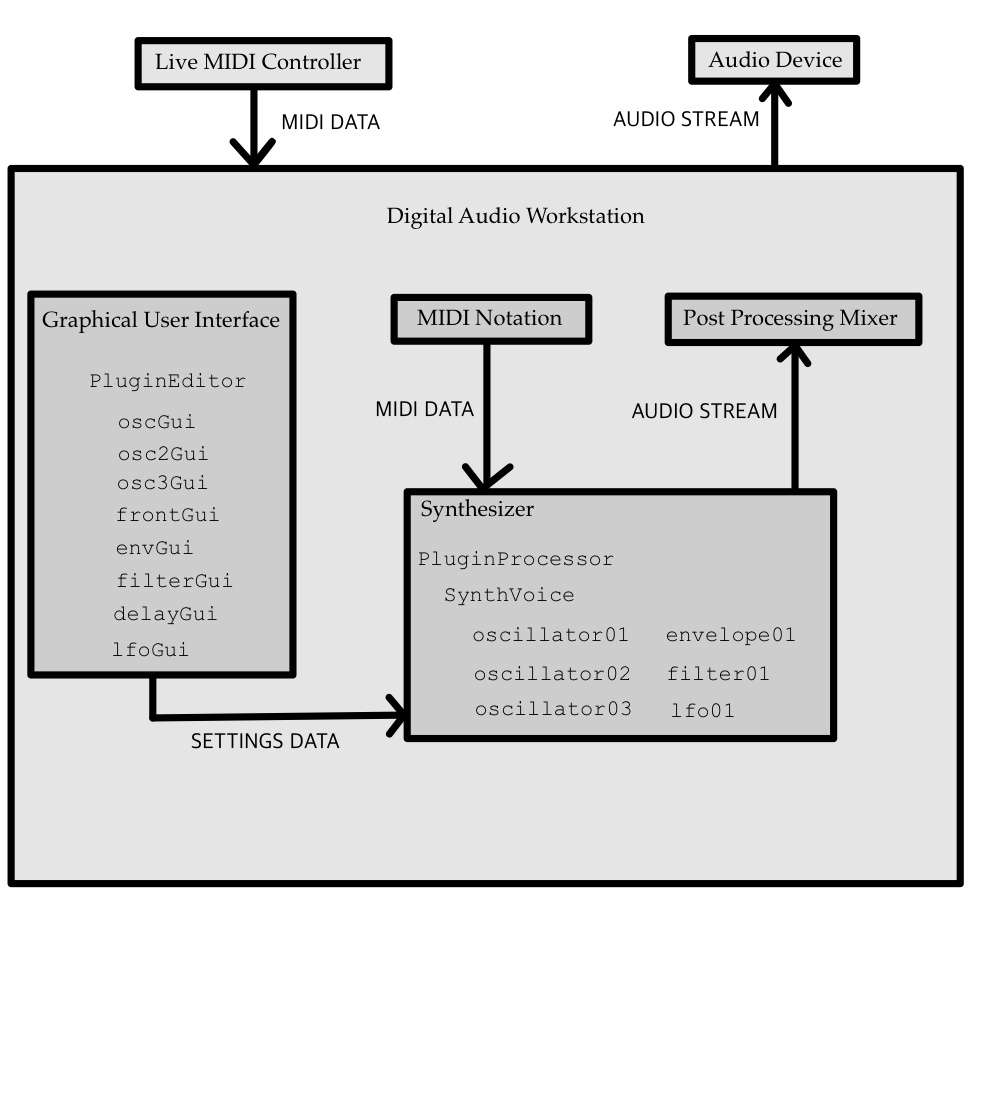 Live MIDI Controller
Audio Device
MIDI DATA
AUDIO STREAM
Digital Audio Workstation
Graphical User Interface
PluginEditor
oscGui
osc2Gui
osc3Gui
frontGui
envGui
filterGui
delayGui
lfoGui
MIDI Notation
Post Processing Mixer
MIDI DATA
AUDIO STREAM
Synthesizer
PluginProcessor
SynthVoice
oscillator01
envelope01
oscillator02
filter01
oscillator03
lfo01
SETTINGS DATA